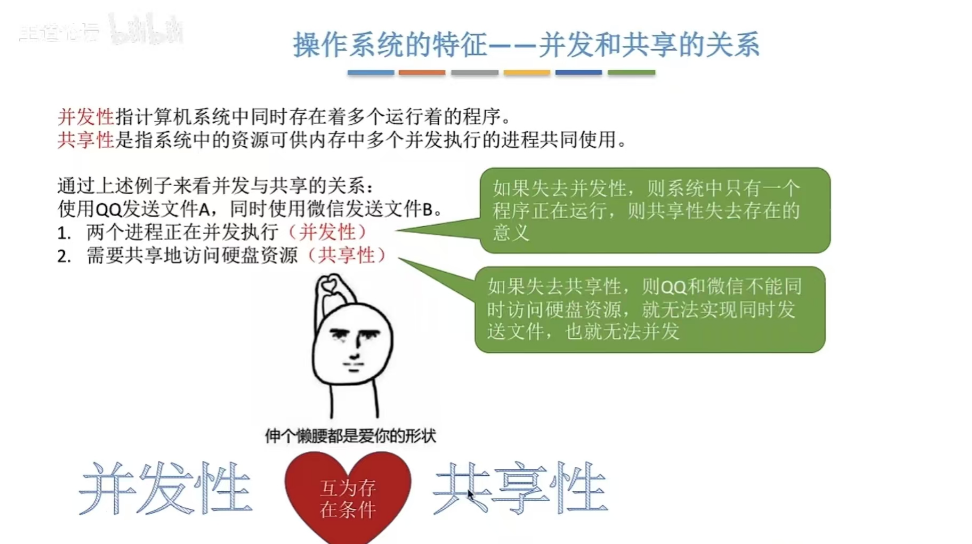 bilibili
操作系统的特征——并发和共享的关系
并发性指计算机系统中同时存在着多个运行着的程序。
共享性是指系统中的资源可供内存中多个并发执行的进程共同使用。
通过上述例子来看并发与共享的关系：
使用QQ发送文件A，同时使用微信发送文件B。
1. 两个进程正在并发执行（并发性）
2. 需要共享地访问硬盘资源（共享性）
如果失去并发性，则系统中只有一个
程序正在运行，则共享性失去存在的
意义
如果失去共享性，则QQ和微信不能同
时访问硬盘资源，就无法实现同时发
送文件，也就无法并发
伸个懒腰都是爱你的形状
并发性
互为存
在条件
共享性